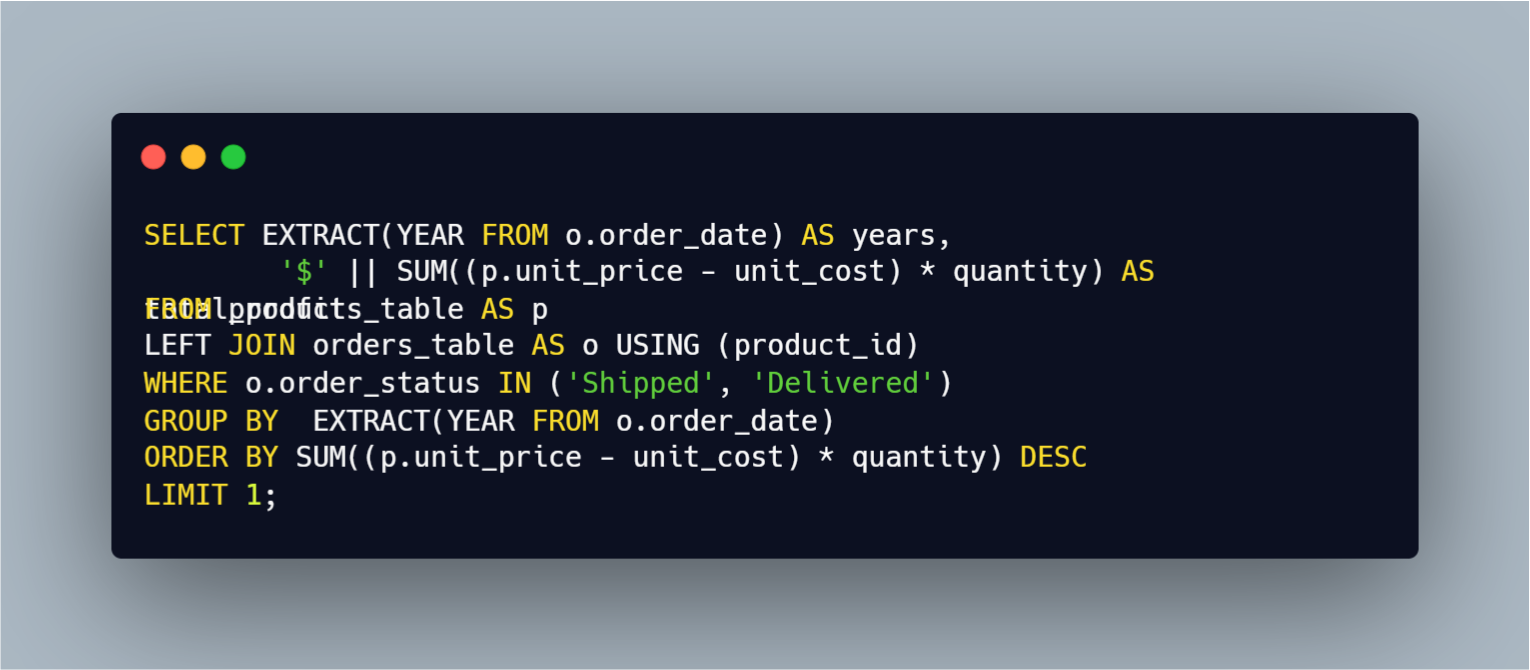 SELECT EXTRACT(YEAR FROM o.order_date) AS years,
'$' || SUM((p.unit_price - unit_cost) * quantity) AS
total_profit
FROM products_table AS p
LEFT JOIN orders_table AS o USING (product_id)
WHERE o.order_status IN ('Shipped', 'Delivered')
GROUP BY  EXTRACT(YEAR FROM o.order_date)
ORDER BY SUM((p.unit_price - unit_cost) * quantity) DESC
LIMIT 1;